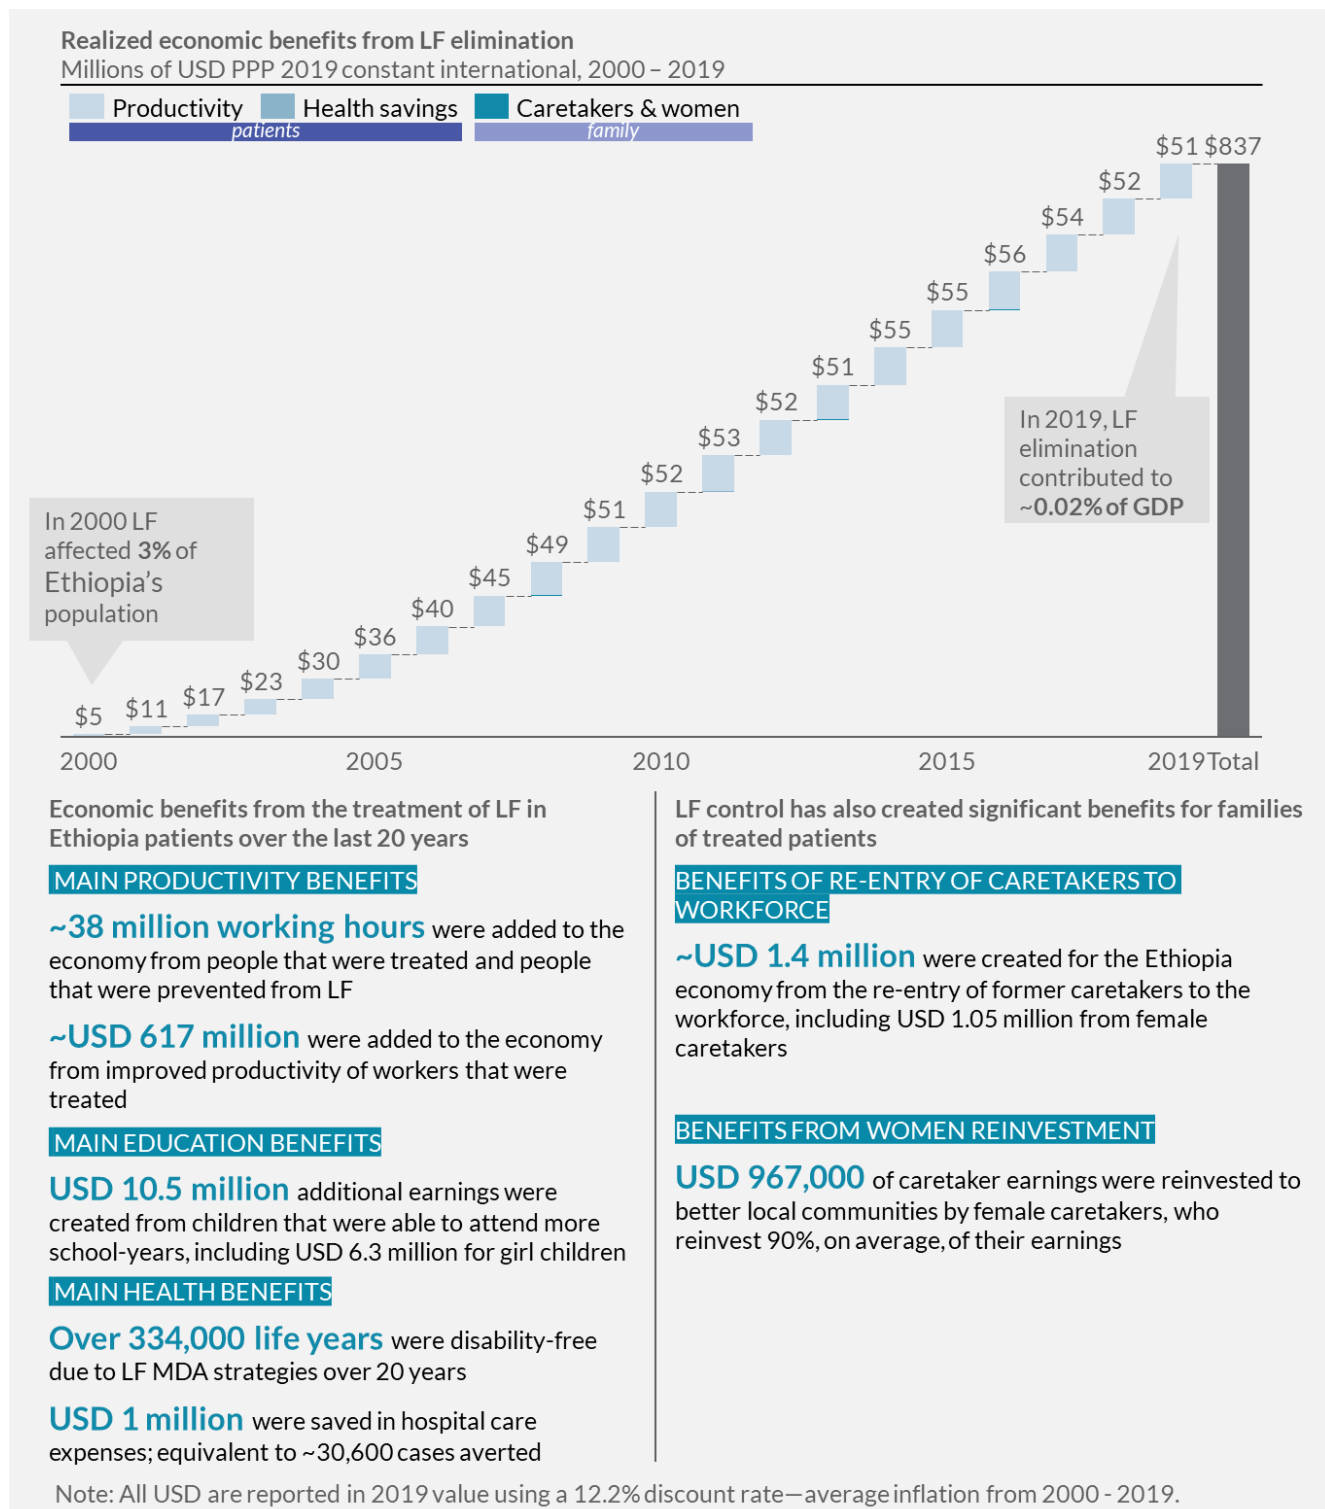 Realized economic benefits from LF elimination
Millions of USD PPP 2019 constant international, 2000 – 2019
Productivity Health savings Caretakers & women
patients family
$51 $837
$52
$54
$56
$55
$55
$51
$52
$53
$52
$51
$49
$45
$40
$36
$30
$23
$17
$11
$5
In 2019, LF
elimination
contributed to
~0.02% of GDP
In 2000 LF
affected 3% of
Ethiopia’s
population
2000 2005 2010 2015 2019 Total
Economic benefits from the treatment of LF in
Ethiopia patients over the last 20 years
MAIN PRODUCTIVITY BENEFITS
~38 million working hours were added to the
economy from people that were treated and people
that were prevented from LF
~USD 617 million were added to the economy
from improved productivity of workers that were
treated
MAIN EDUCATION BENEFITS
USD 10.5 million additional earnings were
created from children that were able to attend more
school-years, including USD 6.3 million for girl children
MAIN HEALTH BENEFITS
Over 334,000 life years were disability-free
due to LF MDA strategies over 20 years
USD 1 million were saved in hospital care
expenses; equivalent to ~30,600 cases averted
LF control has also created significant benefits for families
of treated patients
BENEFITS OF RE-ENTRY OF CARETAKERS TO
WORKFORCE
~USD 1.4 million were created for the Ethiopia
economy from the re-entry of former caretakers to the
workforce, including USD 1.05 million from female
caretakers
BENEFITS FROM WOMEN REINVESTMENT
USD 967,000 of caretaker earnings were reinvested to
better local communities by female caretakers, who
reinvest 90%, on average, of their earnings
Note: All USD are reported in 2019 value using a 12.2% discount rate—average inflation from 2000 - 2019.